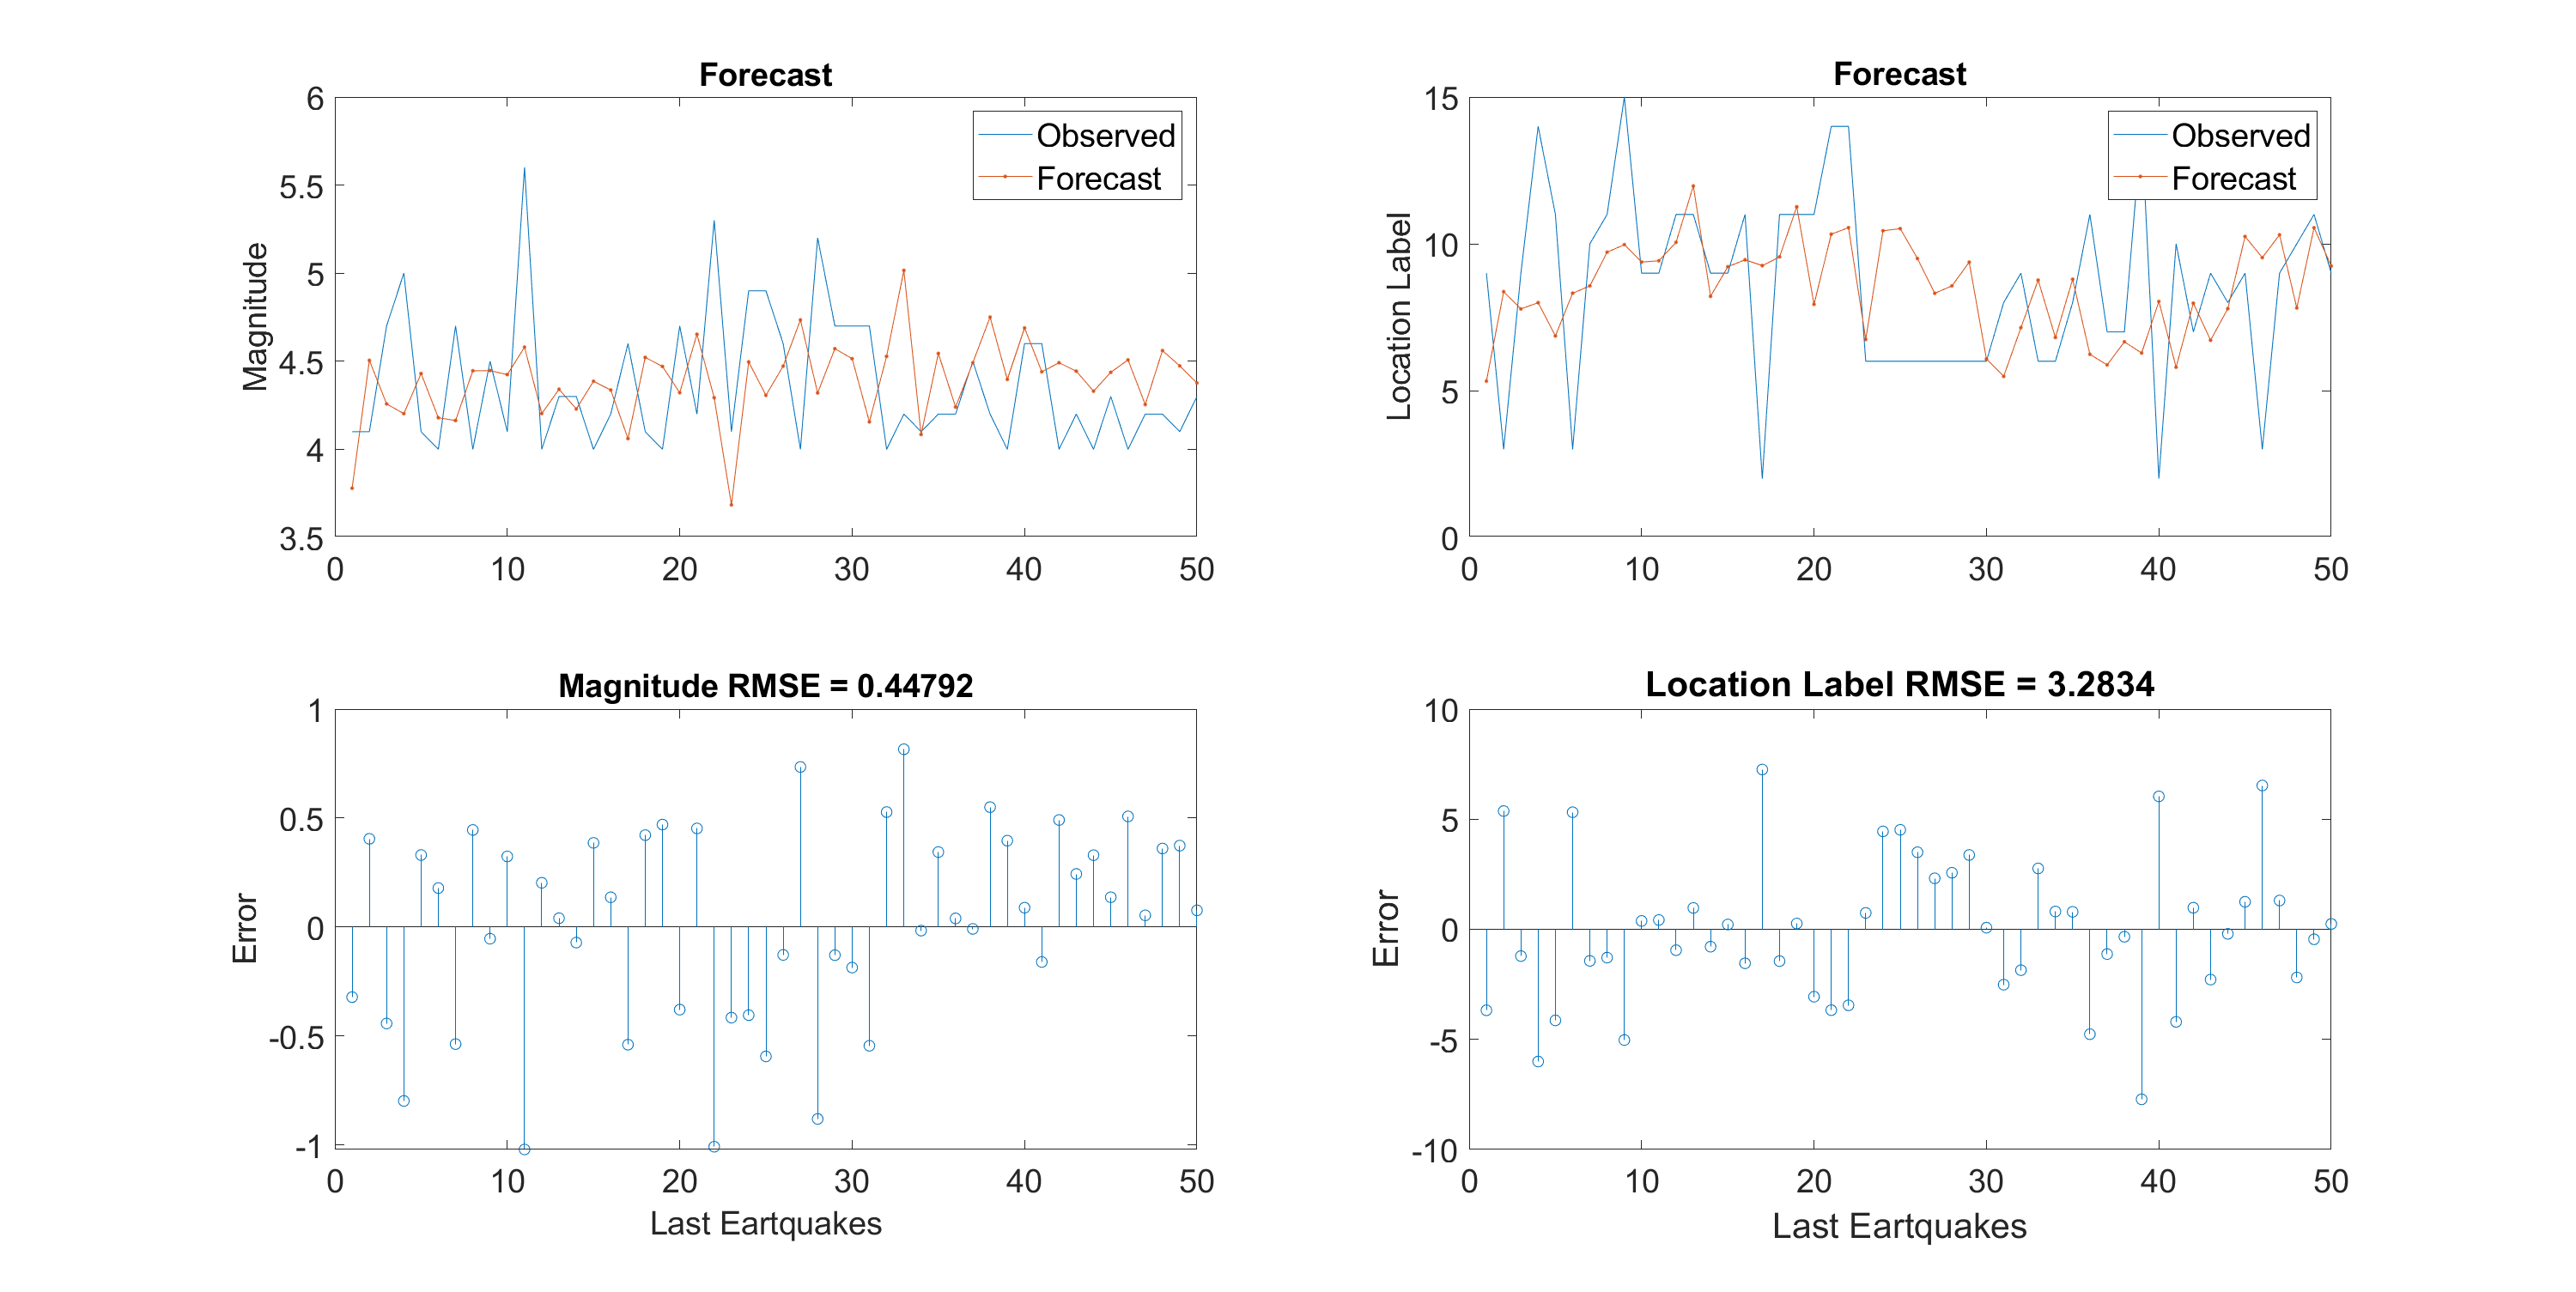 Forecast
6
5.5
5
4.5
4
3.5
Magnitude
Observed
Forecast
0 10 20 30 40 50
Forecast
15
10
5
0
Location Label
Observed
Forecast
0 10 20 30 40 50
Magnitude RMSE = 0.44792
1
0.5
0
-0.5
-1
Error
0 10 20 30 40 50
Last Eartquakes
Location Label RMSE = 3.2834
10
5
0
-5
-10
Error
0 10 20 30 40 50
Last Eartquakes